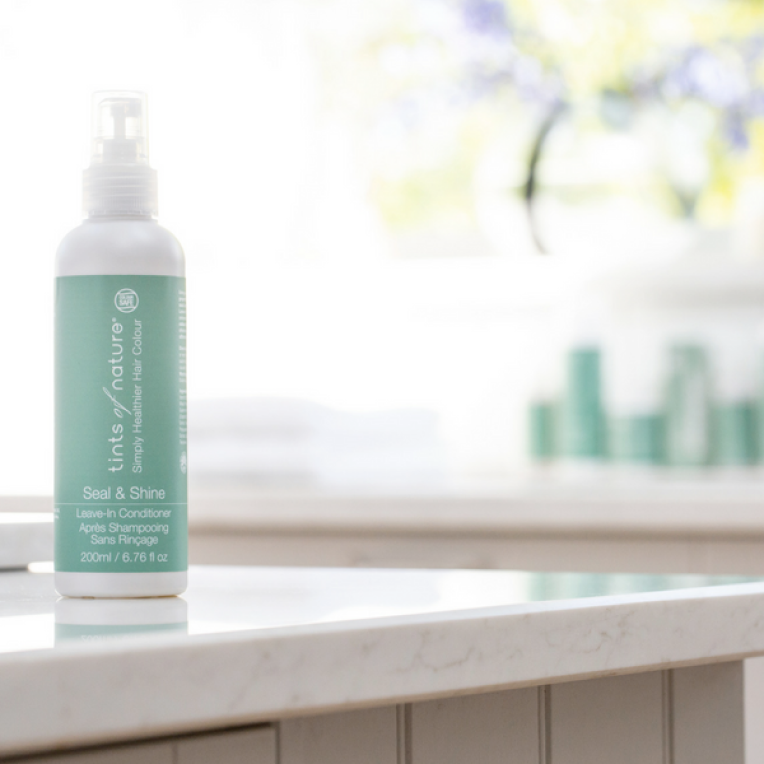 tints of nature®
Simply Healthier Hair Colour
Seal & Shine
Leave-In Conditioner
Après Shampooing
Sans Rinçage
200ml / 6.76 fl oz